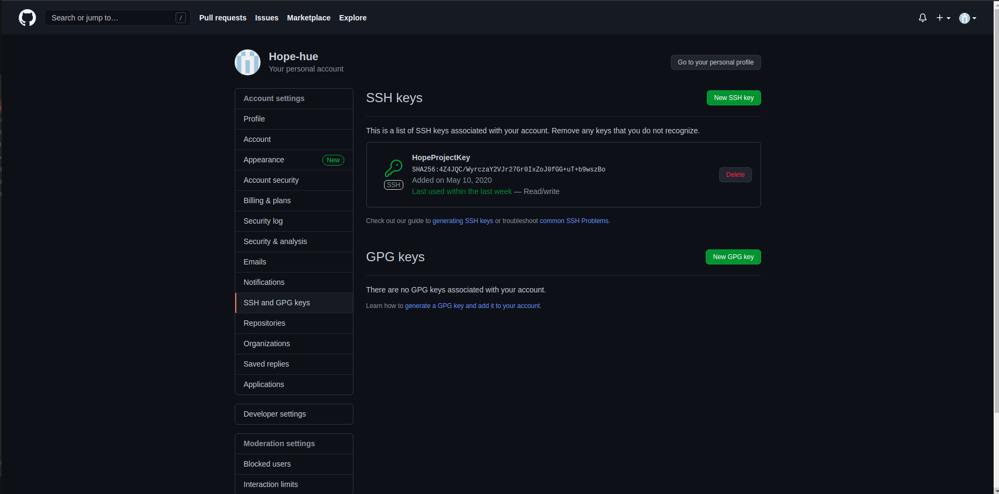 Search or jump to…
/
Pull requests
Issues
Marketplace
Explore
Hope-hue
Your personal account
Go to your personal profile
Account settings
Profile
Account
Appearance
New
Account security
Billing & plans
Security log
Security & analysis
Emails
Notifications
SSH and GPG keys
Repositories
Organizations
Saved replies
Applications
Developer settings
Moderation settings
Blocked users
Interaction limits
SSH keys
New SSH key
This is a list of SSH keys associated with your account. Remove any keys that you do not recognize.
SSH
HopeProjectKey
SHA256:4Z4JQC/WyrczaY2VJr27Gr0IxZoJ0fGG+uT+b9wszBo
Added on May 10, 2020
Last used within the last week — Read/write
Delete
Check out our guide to generating SSH keys or troubleshoot common SSH Problems.
GPG keys
New GPG key
There are no GPG keys associated with your account.
Learn how to generate a GPG key and add it to your account.